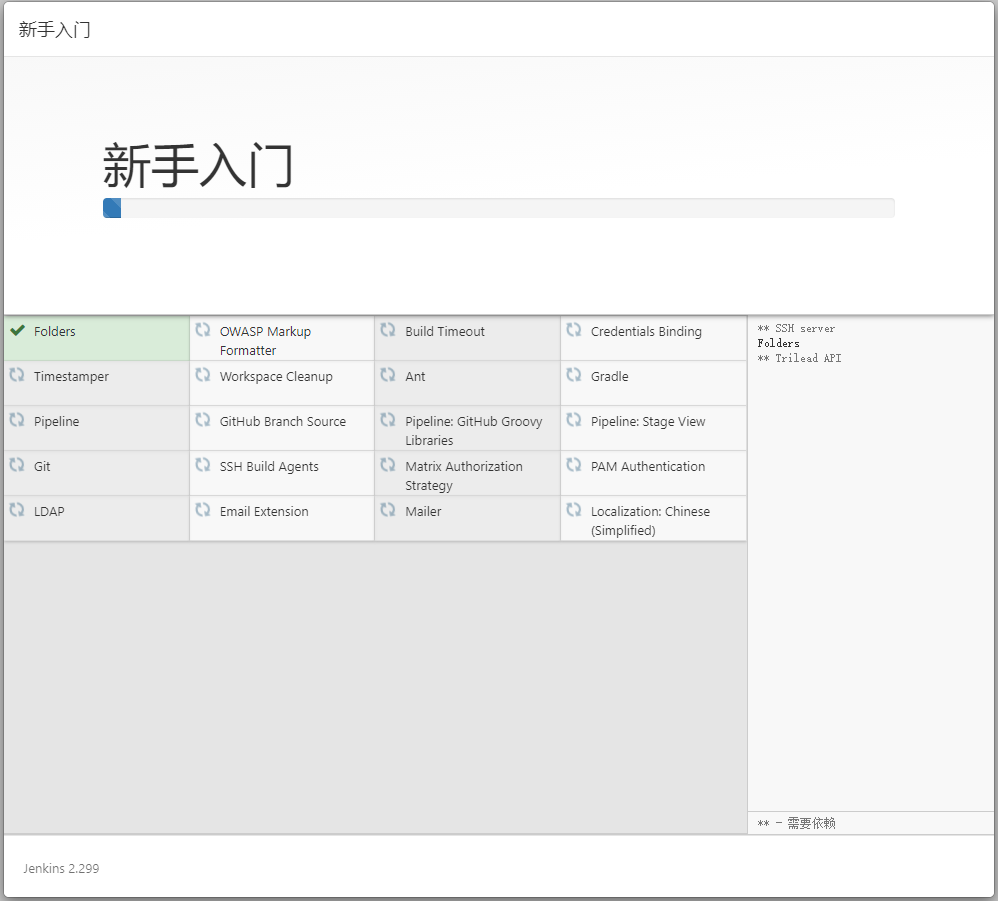 新手入门
新手入门
Folders
OWASP Markup
Formatter
Build Timeout
Credentials Binding
Timestamper
Workspace Cleanup
Ant
Gradle
Pipeline
GitHub Branch Source
Pipeline: GitHub Groovy
Libraries
Pipeline: Stage View
Git
SSH Build Agents
Matrix Authorization
Strategy
PAM Authentication
LDAP
Email Extension
Mailer
Localization: Chinese
(Simplified)
** SSH server
Folders
** Trilead API
** - 需要依赖
Jenkins 2.299